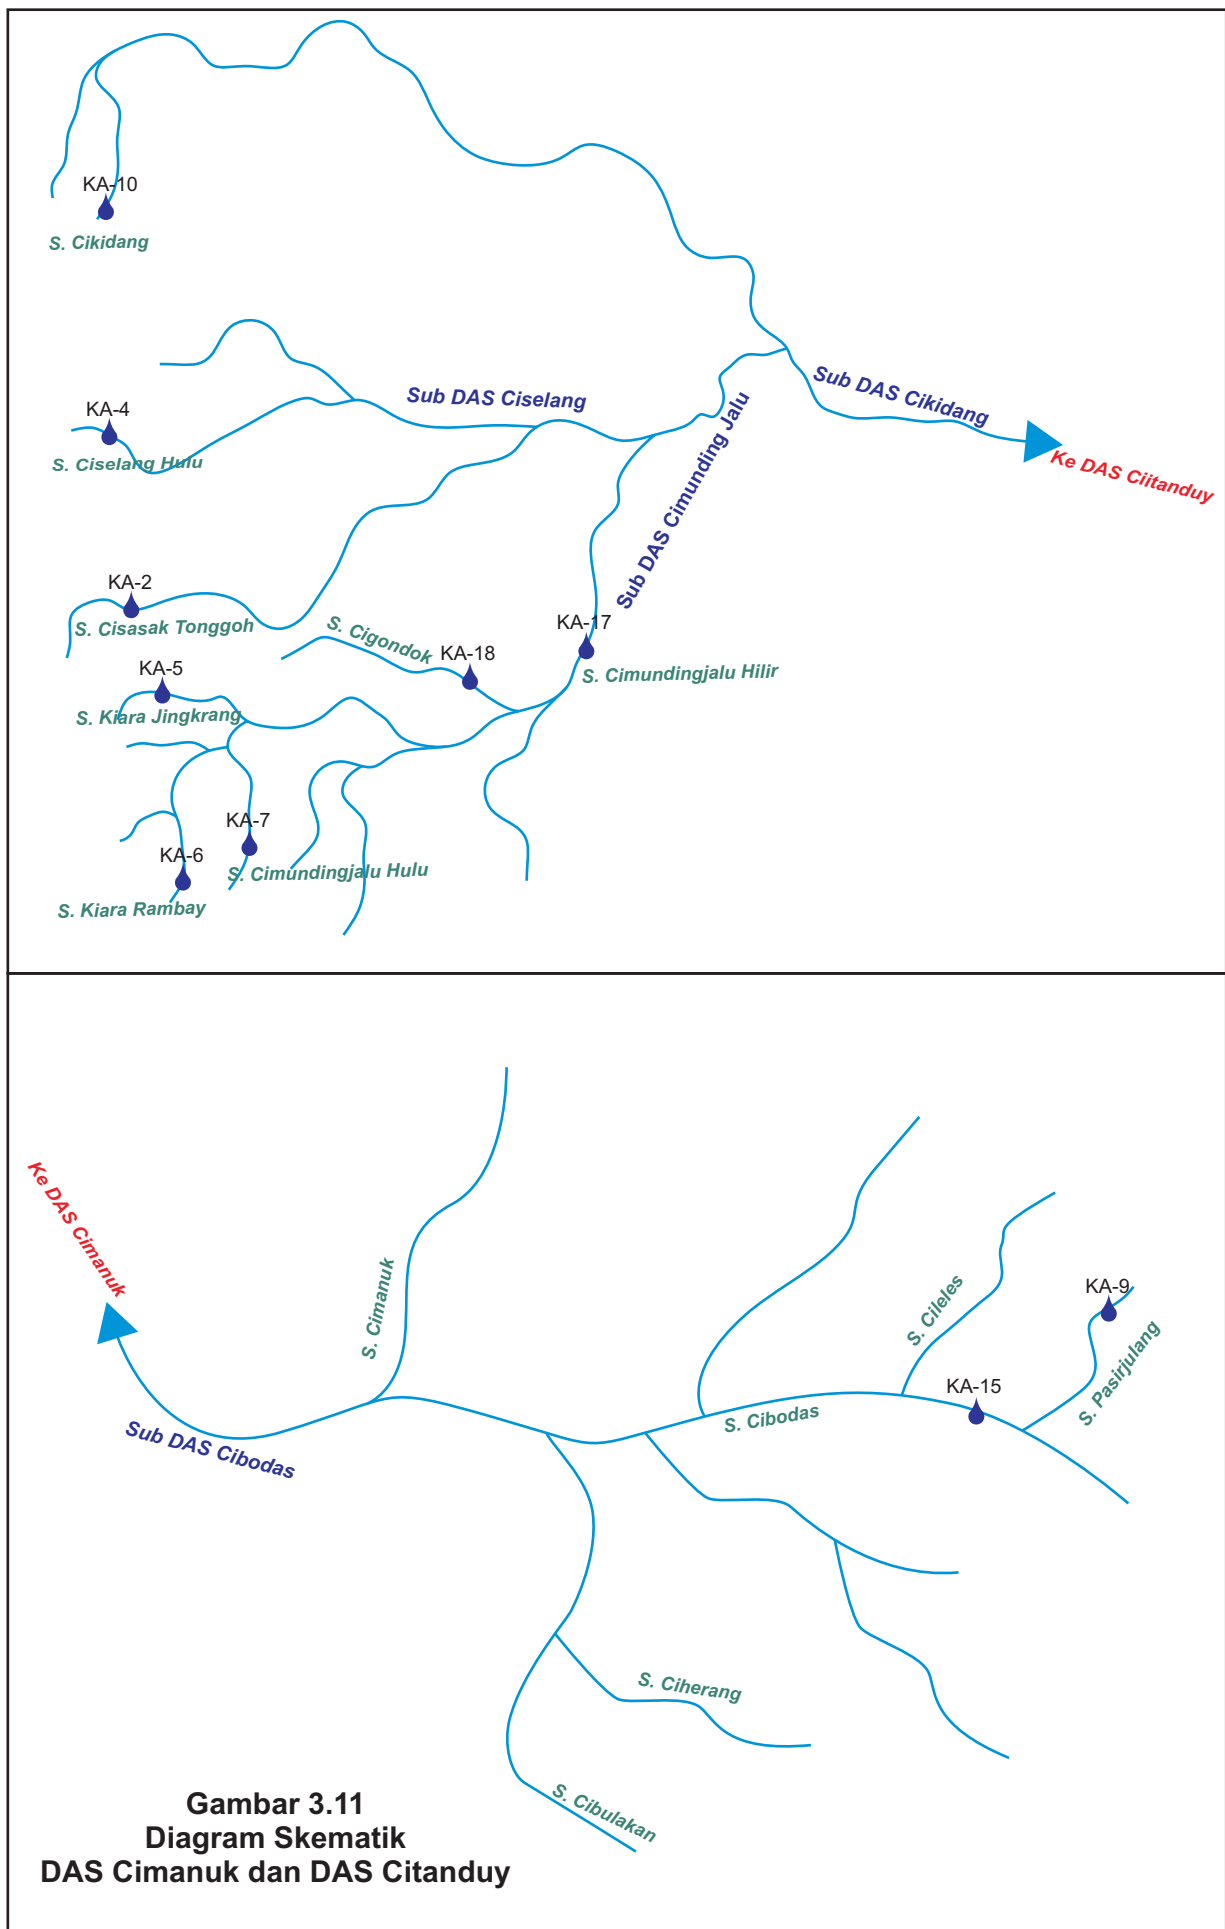 KA-10
S. Cikidang
Sub DAS Cikidang
Sub DAS Ciselang
KA-4
S. Ciselang Hulu
Ke DAS Ciitanduy
Sub DAS Cimunding Jalu
KA-2
S. Cisasak Tonggoh
S. Cigondok
KA-17
KA-18
S. Cimundingjalu Hilir
KA-5
S. Kiara Jingkrang
KA-7
KA-6
S. Cimundingjalu Hulu
S. Kiara Rambay
Ke DAS Cimanuk
S. Cimanuk
S. Cileles
KA-9
S. Pasirjulang
KA-15
S. Cibodas
Sub DAS Cibodas
S. Ciherang
S. Cibulakan
Gambar 3.11
Diagram Skematik
DAS Cimanuk dan DAS Citanduy